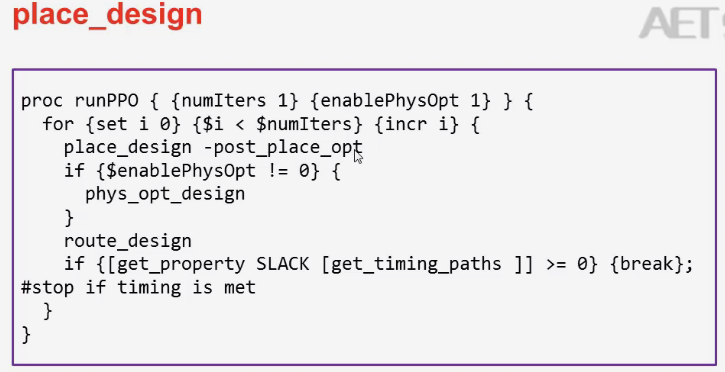 place_design
AET
proc runPPO { {numIters 1} {enablePhysOpt 1} } {
for {set i 0} {$i < $numIters} {incr i} {
place_design -post_place_opt
if {$enablePhysOpt != 0} {
phys_opt_design
}
route_design
if {[get_property SLACK [get_timing_paths ]] >= 0} {break};
#stop if timing is met
}
}